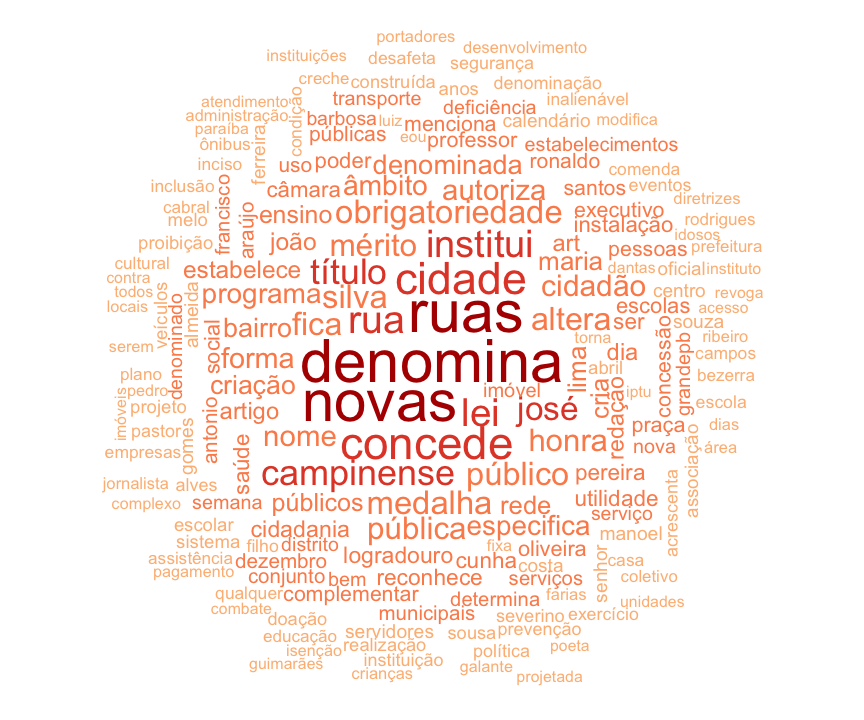 portadores
instituições desafeta desenvolvimento
segurança
creche construída anos denominação
atendimento condição transporte deficiência inalienável
administração barbosa luiz menciona calendário modifica
paraíba públicas eou professor estabelecimentos
ônibus ferreira
inciso uso poder denominada ronaldo comenda
inclusão câmara âmbito autoriza santos eventos diretrizes
cabral francisco araújo ensino obrigatoriedade executivo rodrigues
melo instalação idosos
proibição joão mérito institui art pessoas prefeitura
cultural estabelece título cidade maria dantas oficial instituto
contra
todos veículos almeida programa silva cidadão centro revoga
locais denominado social bairro fica rua ruas altera ser escolas acesso
serem souza ribeiro
forma denomina torna dia concessão grandepb campos
plano criação imóvel lima abril bezerra
pedro
imóveis projeto antonio artigo novas lei josé cria redação iptu escola
pastor gomes saúde nome concede honra praça dias
empresas nova associação área
jornalista alves campinense público pereira
complexo semana públicos medalha rede utilidade acrescenta
serviço
escolar cidadania pública especifica manoel
sistema filho distrito fixa oliveira
assistência dezembro logradouro cunha costa senhor casa
pagamento conjunto bem reconhece serviços coletivo
qualquer complementar determina farias unidades
combate doação municipais severino exercício
educação servidores sousa prevenção
isenção realização política poeta
guimarães instituição galante
crianças projetada